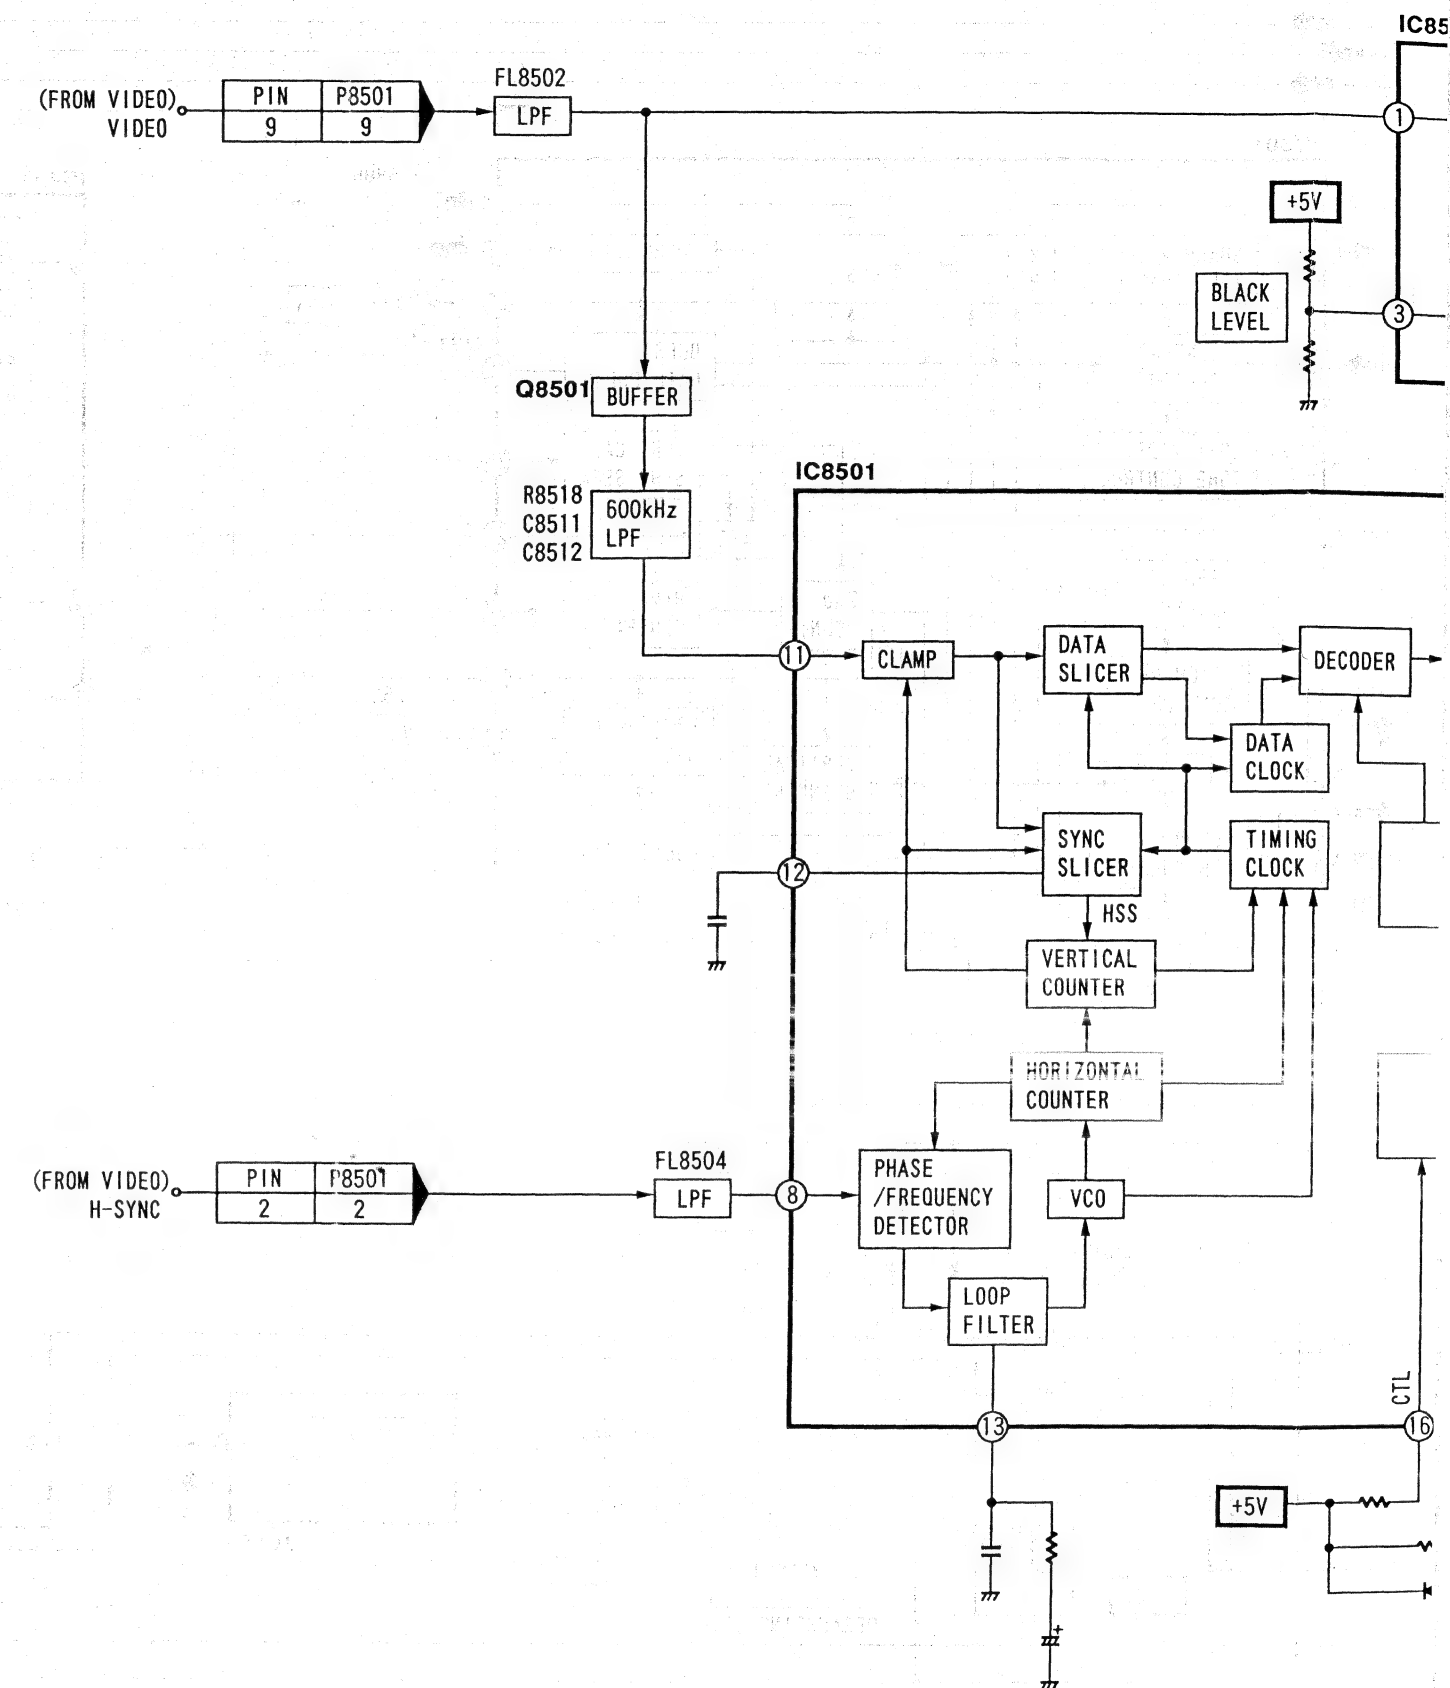 IC85
FL8502
(FROM VIDEO)
VIDEO
PIN P8501
9 9
LPF
1
+5V
BLACK
LEVEL
3
Q8501
BUFFER
IC8501
R8518
C8511
C8512
600kHz
LPF
11
CLAMP
DATA
SLICER
DECODER
DATA
CLOCK
SYNC
SLICER
TIMING
CLOCK
12
HSS
VERTICAL
COUNTER
HORIZONTAL
COUNTER
(FROM VIDEO)
H-SYNC
PIN P8501
2 2
FL8504
LPF
8
PHASE
/FREQUENCY
DETECTOR
VCO
LOOP
FILTER
CTL
13
16
+5V
+